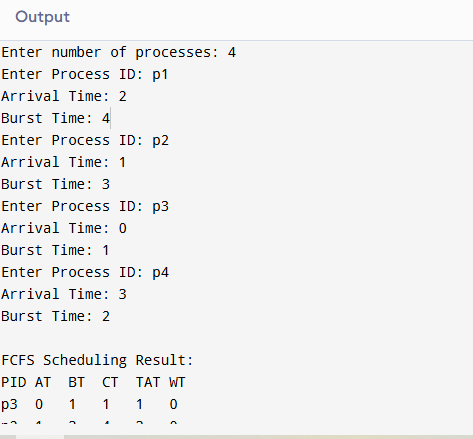 Output
Enter number of processes: 4
Enter Process ID: p1
Arrival Time: 2
Burst Time: 4
Enter Process ID: p2
Arrival Time: 1
Burst Time: 3
Enter Process ID: p3
Arrival Time: 0
Burst Time: 1
Enter Process ID: p4
Arrival Time: 3
Burst Time: 2
FCFS Scheduling Result:
PID AT BT CT TAT WT
p3 0 1 1 1 0